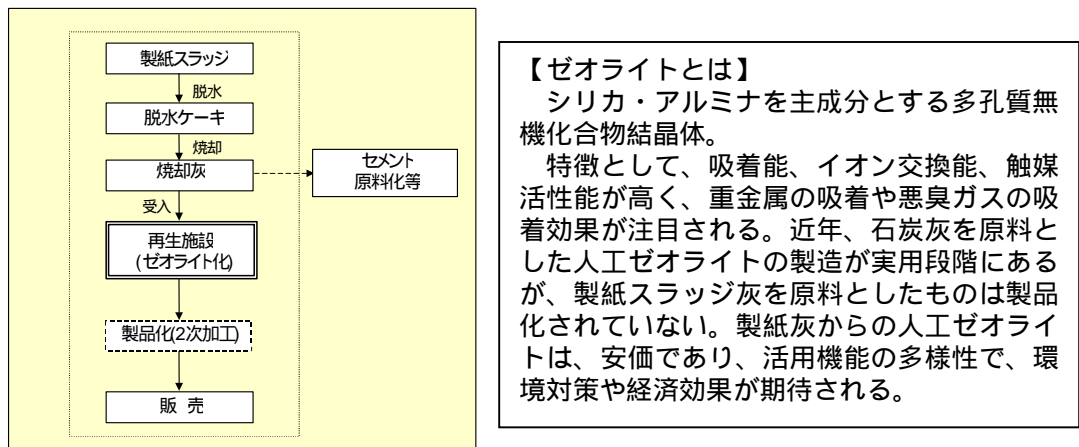 製紙スラッジ
脱水
脱水ケーキ
焼却
焼却灰
セメント
原料化等
受入
再生施設
(ゼオライト化)
製品化(2次加工)
販 売
【ゼオライトとは】
シリカ・アルミナを主成分とする多孔質無
機化合物結晶体。
特徴として、吸着能、イオン交換能、触媒
活性能が高く、重金属の吸着や悪臭ガスの吸
着効果が注目される。近年、石炭灰を原料と
した人工ゼオライトの製造が実用段階にある
が、製紙スラッジ灰を原料としたものは製品
化されていない。製紙灰からの人工ゼオライ
トは、安価であり、活用機能の多様性で、環
境対策や経済効果が期待される。